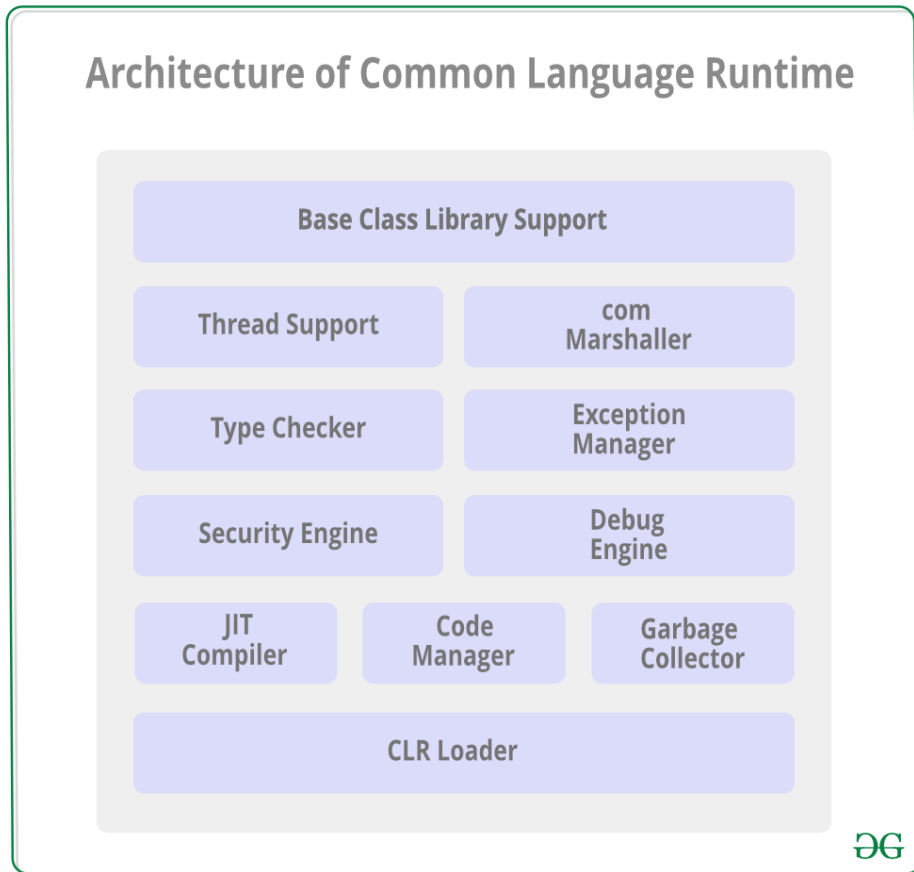 Architecture of Common Language Runtime
Base Class Library Support
Thread Support
com
Marshaller
Type Checker
Exception
Manager
Security Engine
Debug
Engine
JIT
Compiler
Code
Manager
Garbage
Collector
CLR Loader